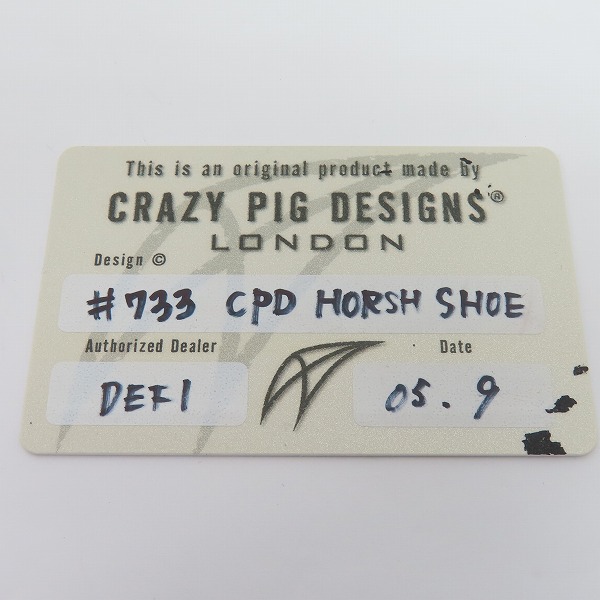 This is an original product made by
CRAZY PIG DESIGNS®
LONDON
Design ©
#733 CPD HORSH SHOE
Authorized Dealer
Date
DEFI
05.9